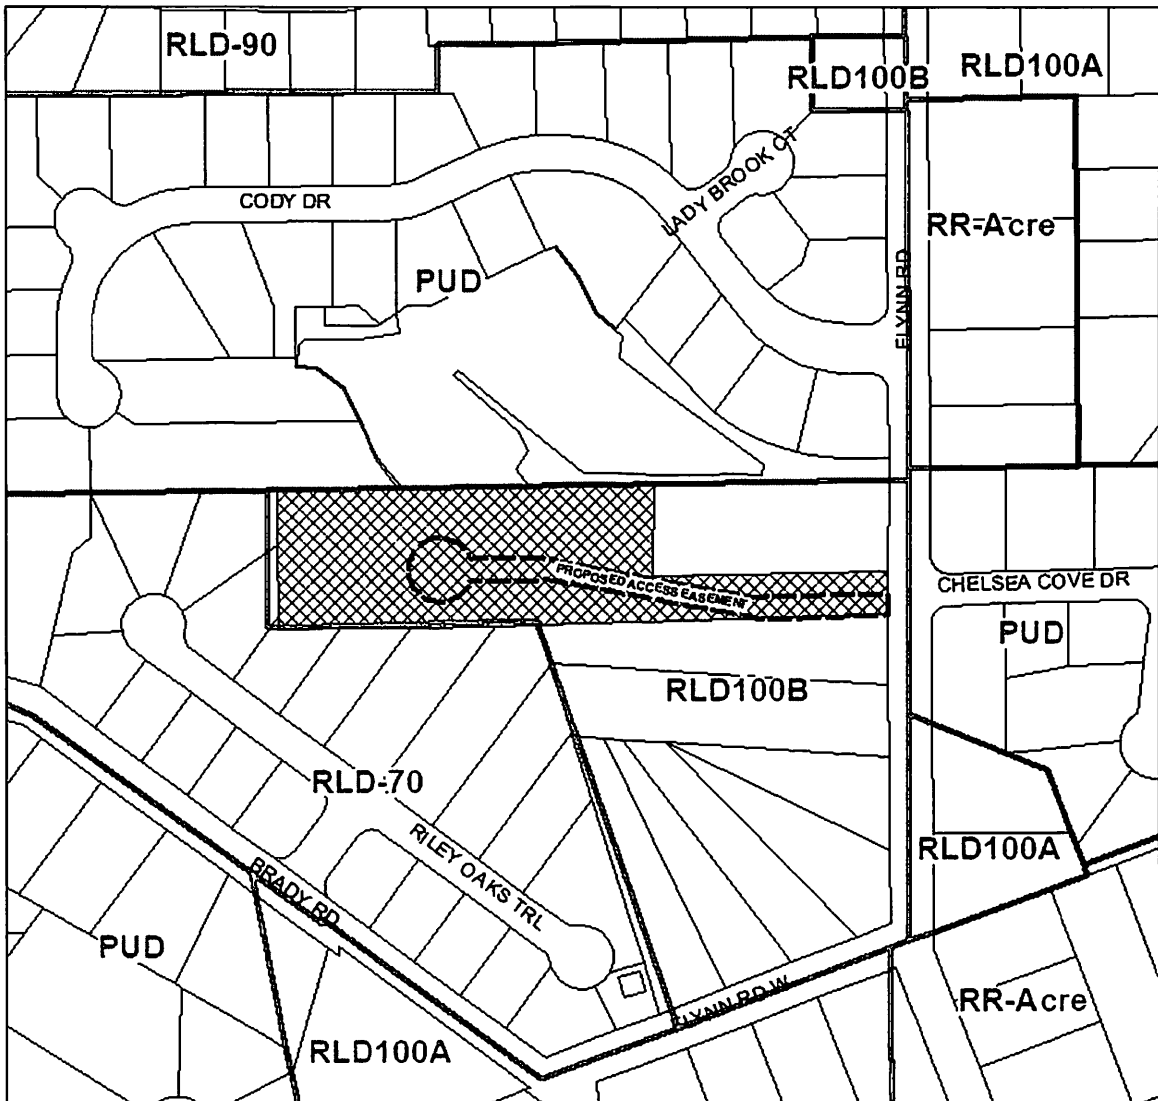 RLD-90
RLD100B
RLD100A
LADY BROOK CT
CODY DR
RR-Acre
PUD
FLYNN RD
PROPOSED ACCESS EASEMENT
CHELSEA COVE DR
PUD
RLD100B
RLD-70
RILEY OAKS TRL
RLD100A
BRADY RD
PUD
FLYNN RD W
RR-Acre
RLD100A